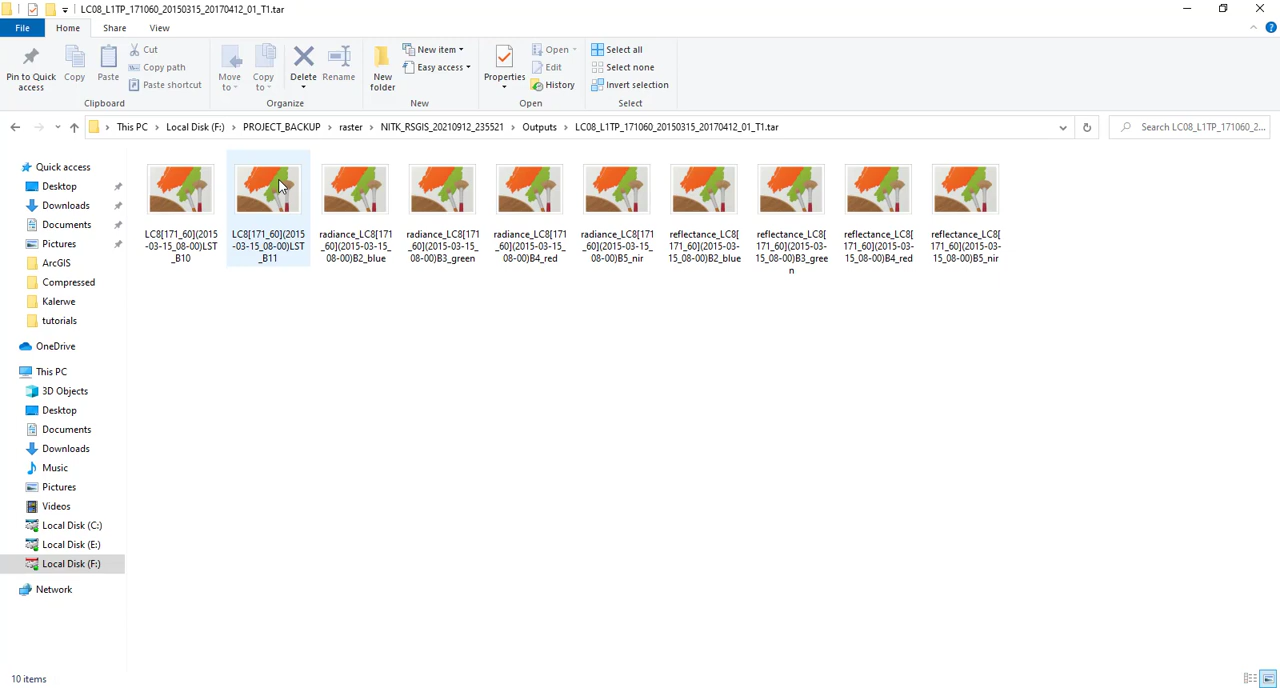 LC08_L1TP_171060_20150315_20170412_01_T1.tar
File Home Share View
Pin to Quick access
Copy
Paste
Cut
Copy path
Paste shortcut
Clipboard
Move to
Copy to
Delete
Rename
Organize
New folder
New item
Easy access
New
Properties
Open
Edit
History
Open
Select all
Select none
Invert selection
Select
This PC > Local Disk (F:) > PROJECT_BACKUP > raster > NITK_RSGIS_20210912_235521 > Outputs > LC08_L1TP_171060_20150315_20170412_01_T1.tar
Search LC08_L1TP_171060_2...
Quick access
Desktop
Downloads
Documents
Pictures
ArcGIS
Compressed
Kalerwe
tutorials
OneDrive
This PC
3D Objects
Desktop
Documents
Downloads
Music
Pictures
Videos
Local Disk (C:)
Local Disk (E:)
Local Disk (F:)
Network
LC8[171_60](2015
-03-15_08-00)LST
_B10
LC8[171_60](2015
-03-15_08-00)LST
_B11
radiance_LC8[171
_60](2015-03-15_
08-00)B2_blue
radiance_LC8[171
_60](2015-03-15_
08-00)B3_green
radiance_LC8[171
_60](2015-03-15_
08-00)B4_red
radiance_LC8[171
_60](2015-03-15_
08-00)B5_nir
reflectance_LC8[
171_60](2015-03-
15_08-00)B2_blue
reflectance_LC8[
171_60](2015-03-
15_08-00)B3_gree
n
reflectance_LC8[
171_60](2015-03-
15_08-00)B4_red
reflectance_LC8[
171_60](2015-03-
15_08-00)B5_nir
10 items